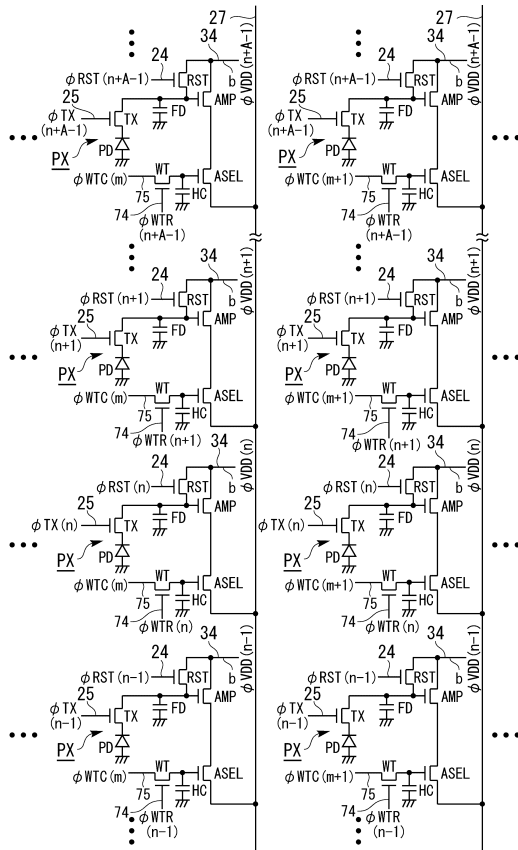 27 27
34 34
24 24
φRST(n+A-1) RST b φVDD(n+A-1) φRST(n+A-1) RST b φVDD(n+A-1)
25 FD AMP 25 FD AMP
φTX TX φTX TX
(n+A-1) (n+A-1)
PX PD PX PD
φWTC(m) WT ASEL φWTC(m+1) WT ASEL
75 HC 75 HC
74 φWTR 74 φWTR
(n+A-1) (n+A-1)
34 34
24 24
φRST(n+1) RST b φVDD(n+1) φRST(n+1) RST b φVDD(n+1)
25 FD AMP 25 FD AMP
φTX TX φTX TX
(n+1) (n+1)
PX PD PX PD
φWTC(m) WT ASEL φWTC(m+1) WT ASEL
75 HC 75 HC
74 φWTR(n+1) 74 φWTR(n+1)
34 34
24 24
φRST(n) RST b φVDD(n) φRST(n) RST b φVDD(n)
25 FD AMP 25 FD AMP
φTX(n) TX φTX(n) TX
PX PD PX PD
φWTC(m) WT ASEL φWTC(m+1) WT ASEL
75 HC 75 HC
74 φWTR(n) 74 φWTR(n)
34 34
24 24
φRST(n-1) RST b φVDD(n-1) φRST(n-1) RST b φVDD(n-1)
25 FD AMP 25 FD AMP
φTX TX φTX TX
(n-1) (n-1)
PX PD PX PD
φWTC(m) WT ASEL φWTC(m+1) WT ASEL
75 HC 75 HC
74 φWTR 74 φWTR
(n-1) (n-1)